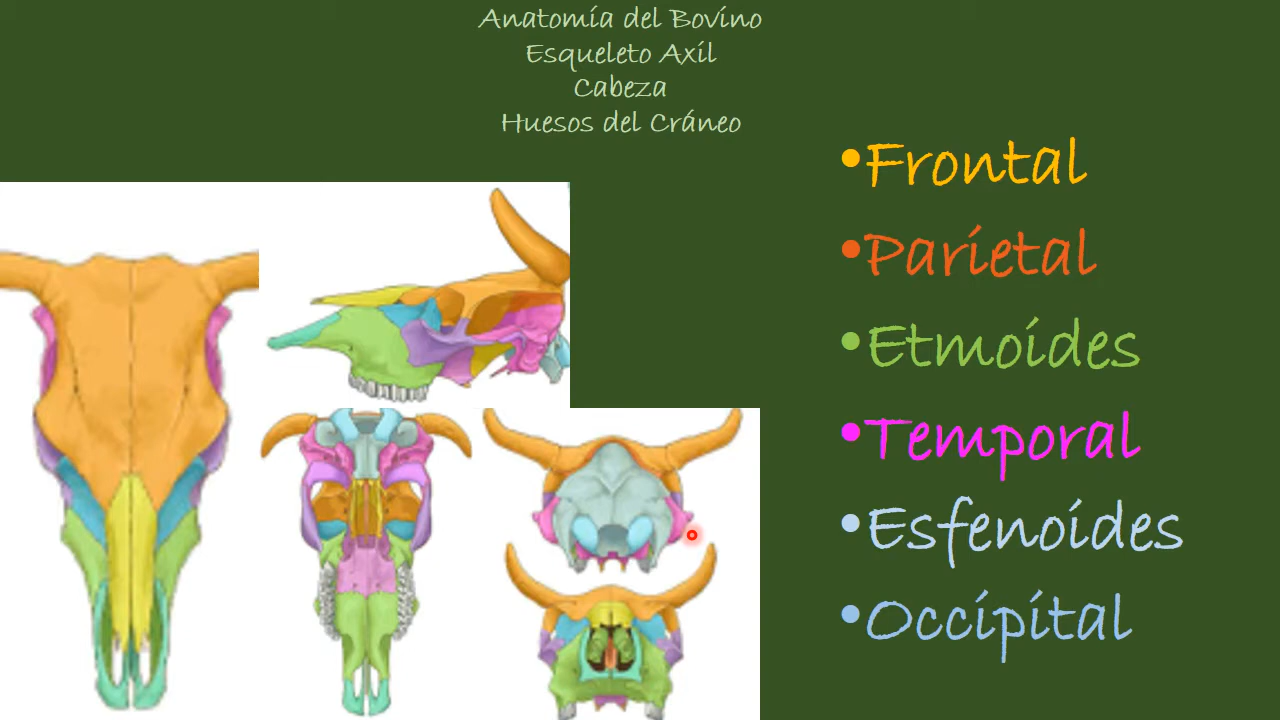 Anatomía del Bovino
Esqueleto Axil
Cabeza
Huesos del Cráneo
•Frontal
•Parietal
•Etmoides
•Temporal
•Esfenoides
•Occipital